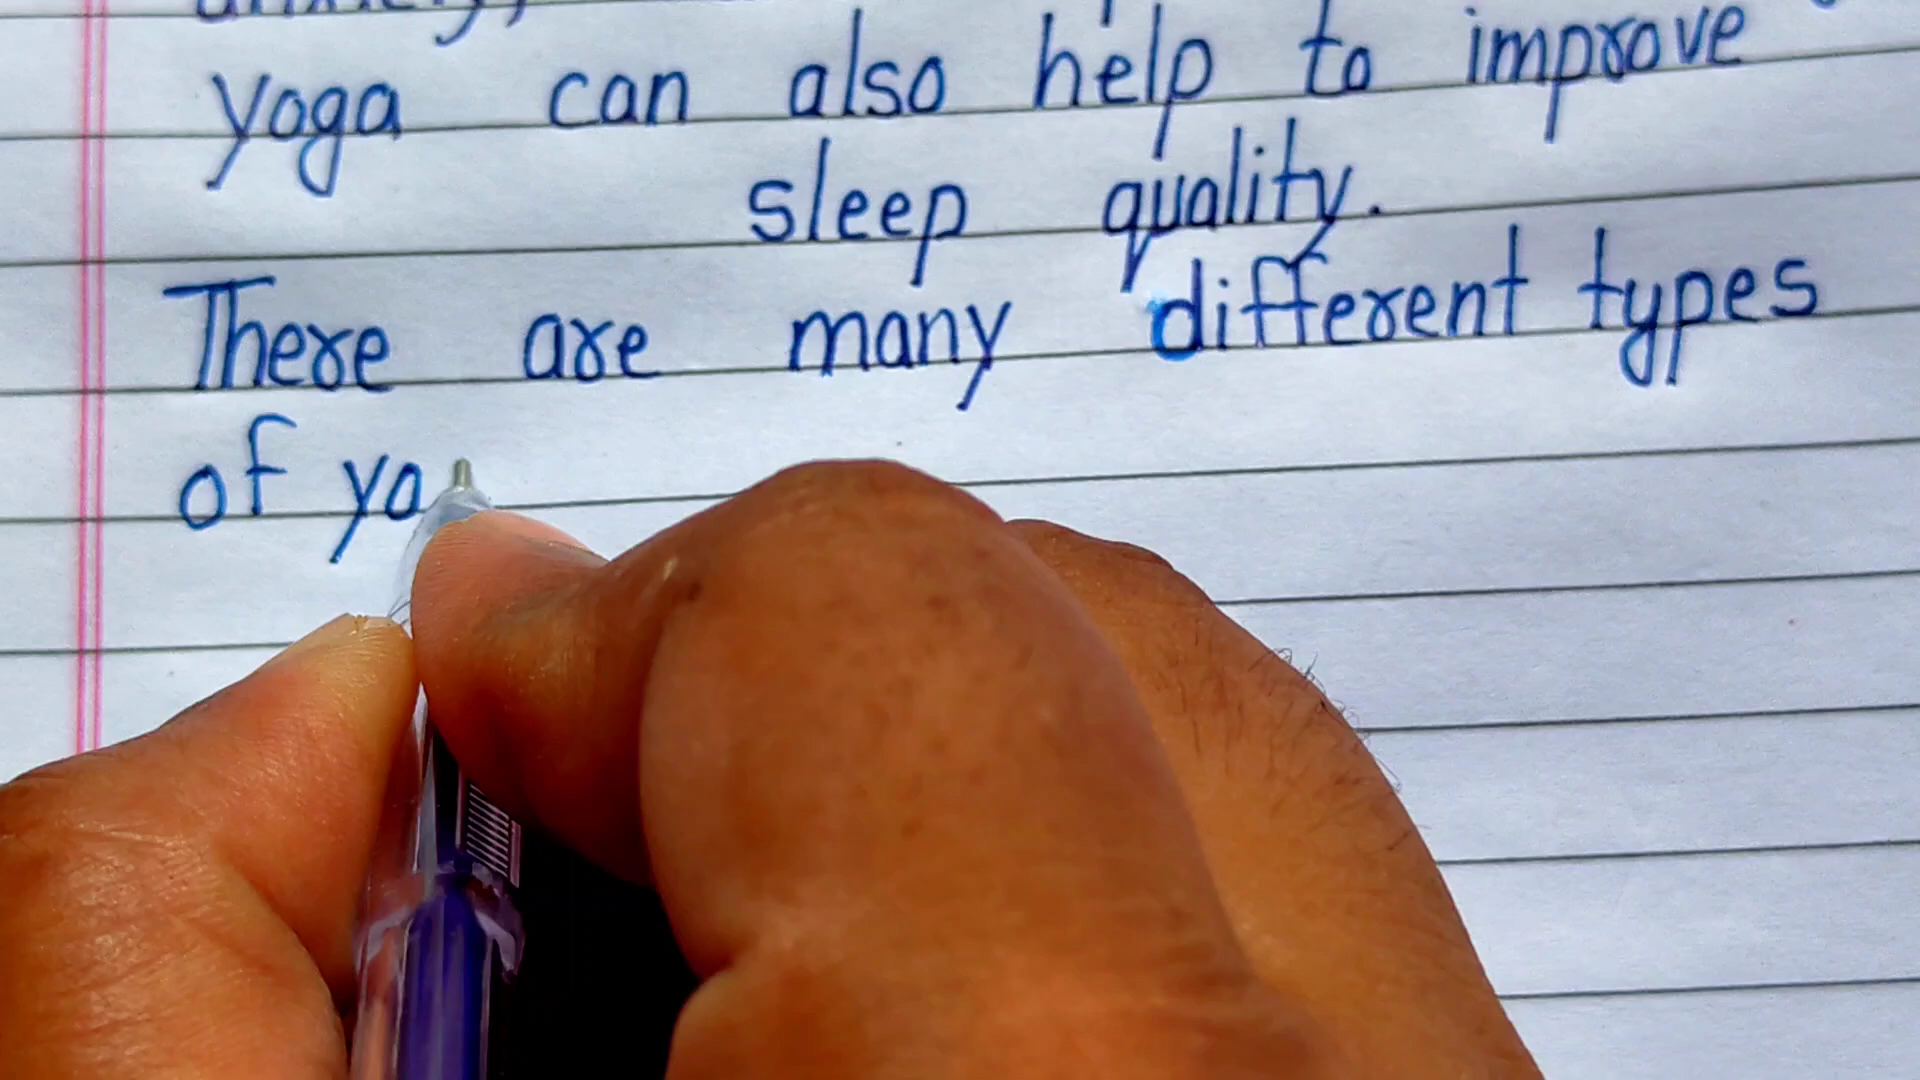 yoga can also help to improve
sleep quality.
There are many different types
of yo